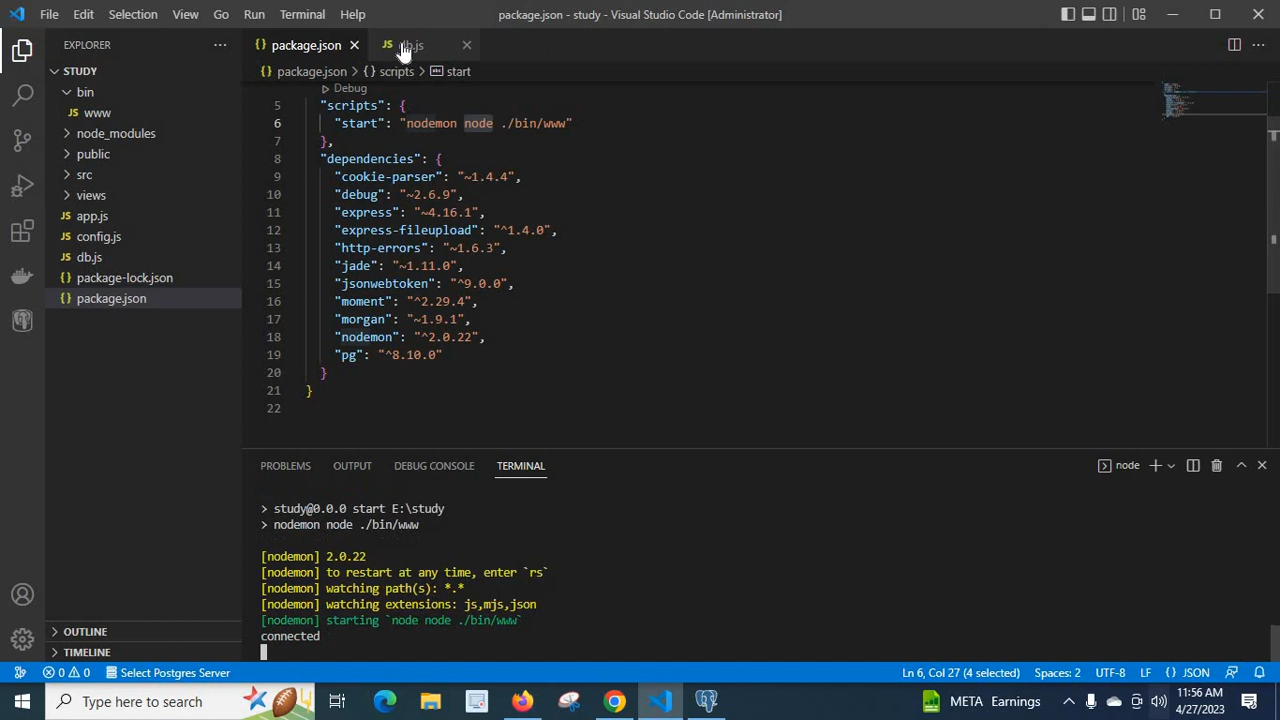 File Edit Selection View Go Run Terminal Help
package.json - study - Visual Studio Code [Administrator]
EXPLORER
STUDY
bin
www
node_modules
public
src
views
JS app.js
JS config.js
JS db.js
{} package-lock.json
{} package.json
OUTLINE
TIMELINE
{} package.json
JS
{} package.json > {} scripts > abc start
Debug
5 "scripts": {
6 "start": "nodemon node ./bin/www"
7 },
8 "dependencies": {
9 "cookie-parser": "~1.4.4",
10 "debug": "~2.6.9",
11 "express": "~4.16.1",
12 "express-fileupload": "^1.4.0",
13 "http-errors": "~1.6.3",
14 "jade": "~1.11.0",
15 "jsonwebtoken": "^9.0.0",
16 "moment": "^2.29.4",
17 "morgan": "~1.9.1",
18 "nodemon": "^2.0.22",
19 "pg": "^8.10.0"
20 }
21 }
22
PROBLEMS OUTPUT DEBUG CONSOLE TERMINAL
node
> study@0.0.0 start E:\study
> nodemon node ./bin/www
[nodemon] 2.0.22
[nodemon] to restart at any time, enter `rs`
[nodemon] watching path(s): *.*
[nodemon] watching extensions: js,mjs,json
[nodemon] starting `node node ./bin/www`
connected
0 0 Select Postgres Server
Ln 6, Col 27 (4 selected) Spaces: 2 UTF-8 LF {} JSON
Type here to search
META Earnings
11:56 AM
4/27/2023